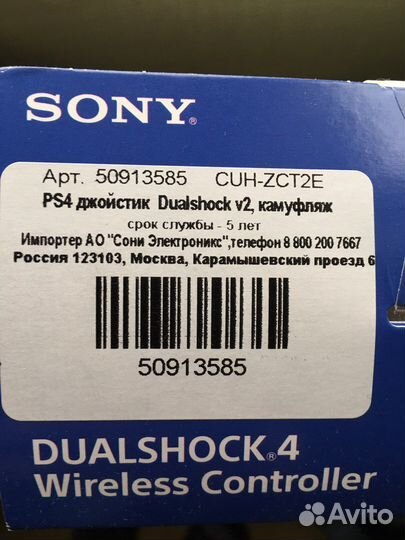 SONY
Арт. 50913585 CUH-ZCT2E
PS4 джойстик Dualshock v2, камуфляж
срок службы - 5 лет
Импортер АО "Сони Электроникс",телефон 8 800 200 7667
Россия 123103, Москва, Карамышевский проезд 6
50913585
DUALSHOCK®4
Wireless Controller
Avito